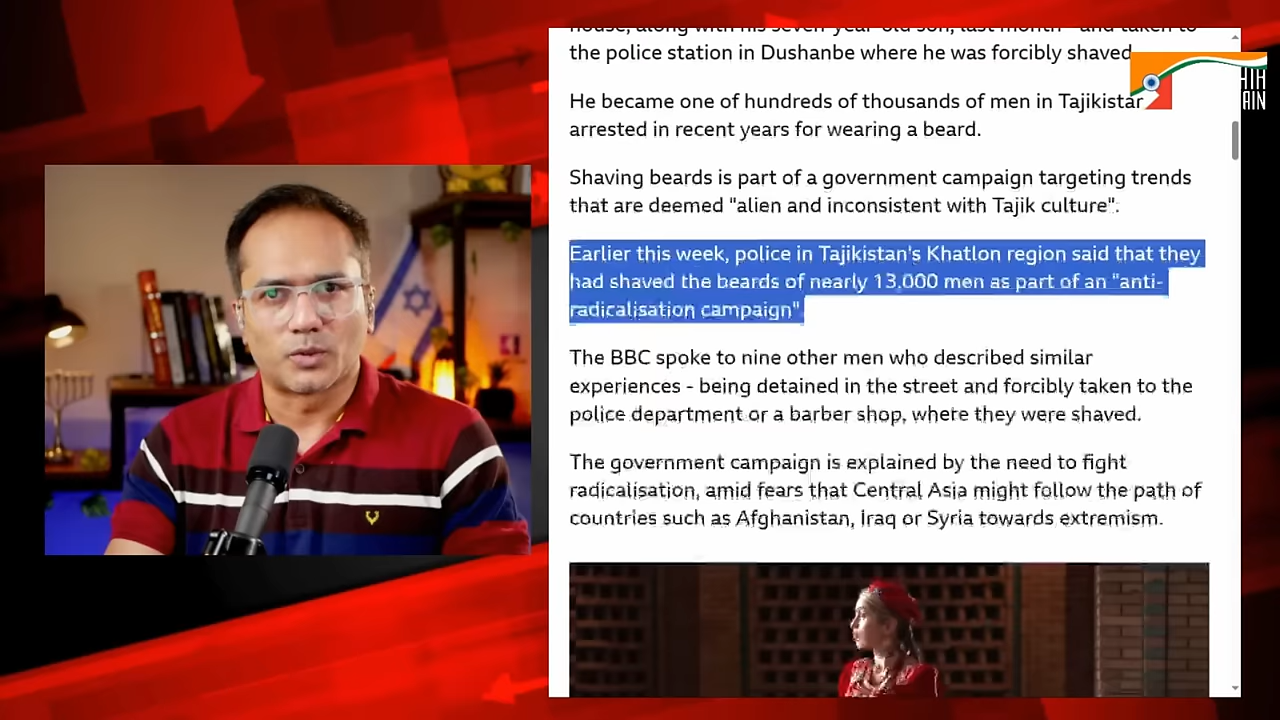 the police station in Dushanbe where he was forcibly shaved.
He became one of hundreds of thousands of men in Tajikistan
arrested in recent years for wearing a beard.
Shaving beards is part of a government campaign targeting trends
that are deemed "alien and inconsistent with Tajik culture":
Earlier this week, police in Tajikistan's Khatlon region said that they
had shaved the beards of nearly 13,000 men as part of an "anti-
radicalisation campaign".
The BBC spoke to nine other men who described similar
experiences - being detained in the street and forcibly taken to the
police department or a barber shop, where they were shaved.
The government campaign is explained by the need to fight
radicalisation, amid fears that Central Asia might follow the path of
countries such as Afghanistan, Iraq or Syria towards extremism.